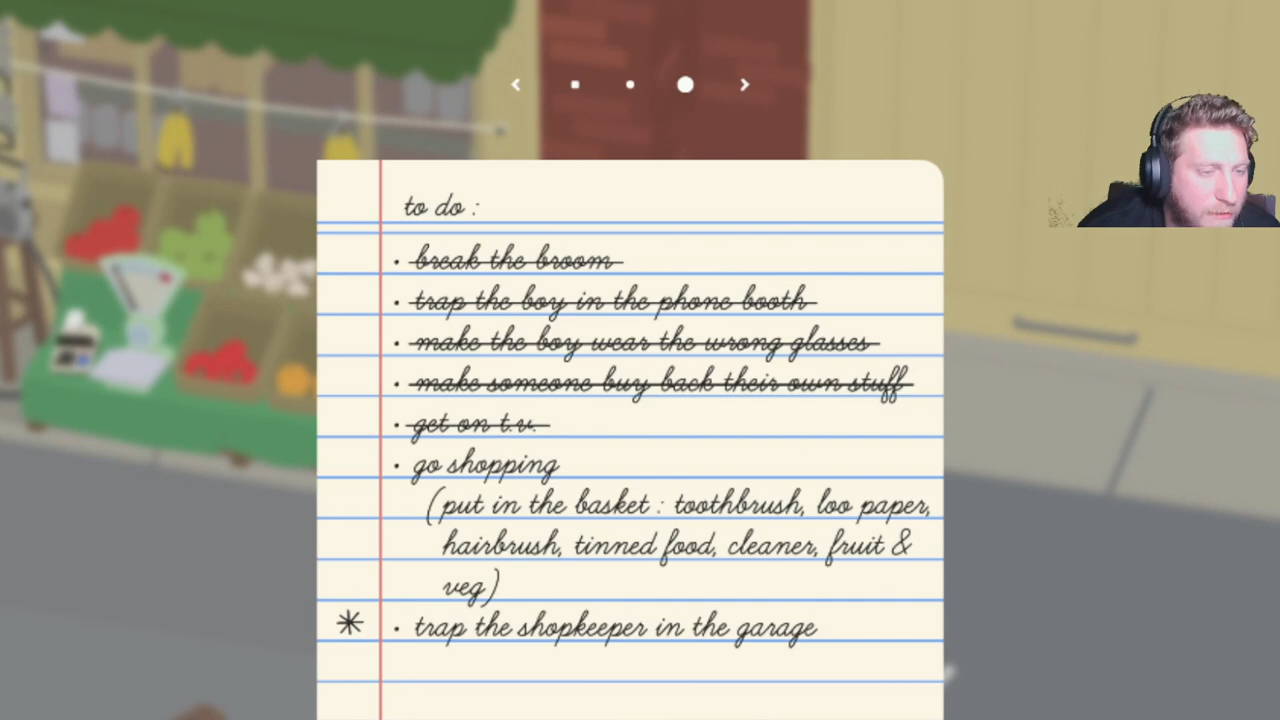 to do :
• break the broom
• trap the boy in the phone booth
• make the boy wear the wrong glasses
• make someone buy back their own stuff
• get on t.v.
• go shopping
(put in the basket : toothbrush, loo paper,
hairbrush, tinned food, cleaner, fruit &
veg)
• trap the shopkeeper in the garage